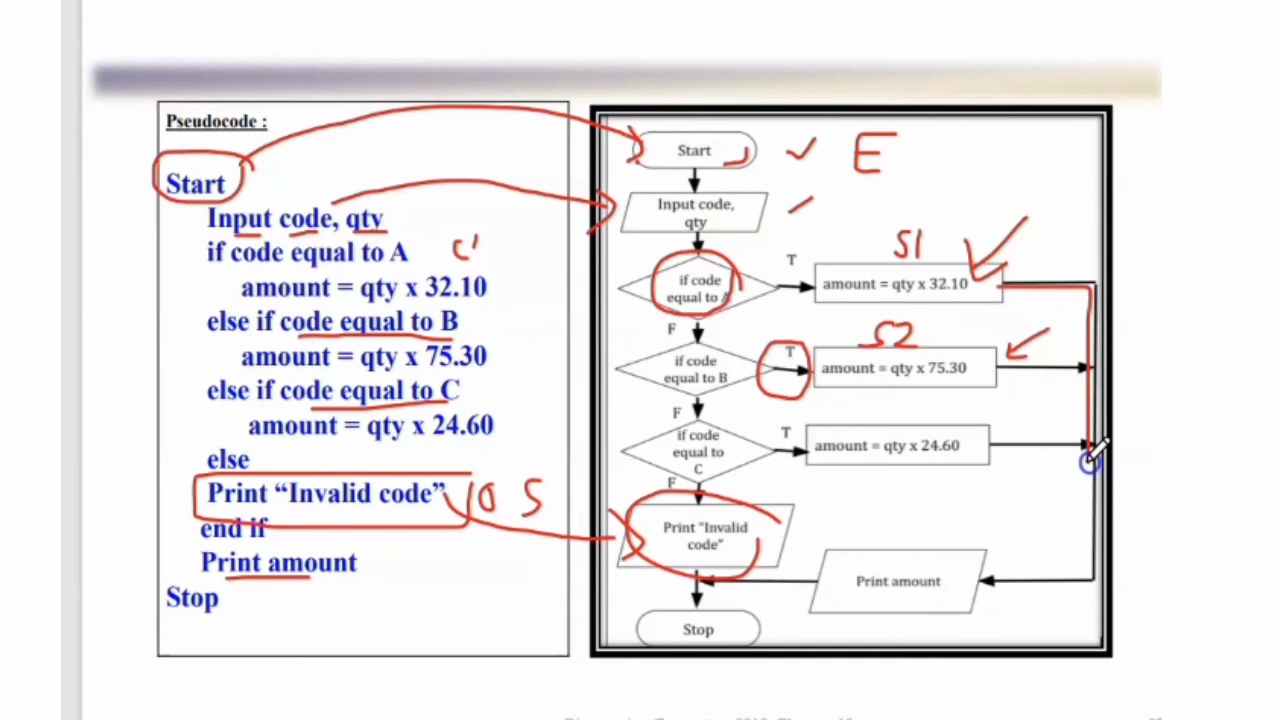 Pseudocode :
Start
Input code, qty
if code equal to A
amount = qty x 32.10
else if code equal to B
amount = qty x 75.30
else if code equal to C
amount = qty x 24.60
else
Print “Invalid code”
end if
Print amount
Stop
Start
E
Input code,
qty
if code
equal to A
T
S1
amount = qty x 32.10
F
if code
equal to B
T
S2
amount = qty x 75.30
F
if code
equal to
C
T
amount = qty x 24.60
F
Print “Invalid
code”
Print amount
Stop